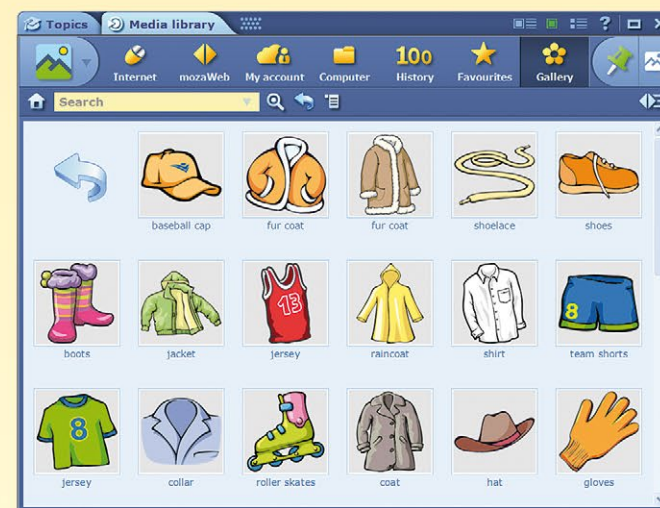 Topics Media library ?
Internet mozaWeb My account Computer History Favourites Gallery
100
Search
baseball cap fur coat fur coat shoelace shoes
13
8
boots jacket jersey raincoat shirt team shorts
8
jersey collar roller skates coat hat gloves